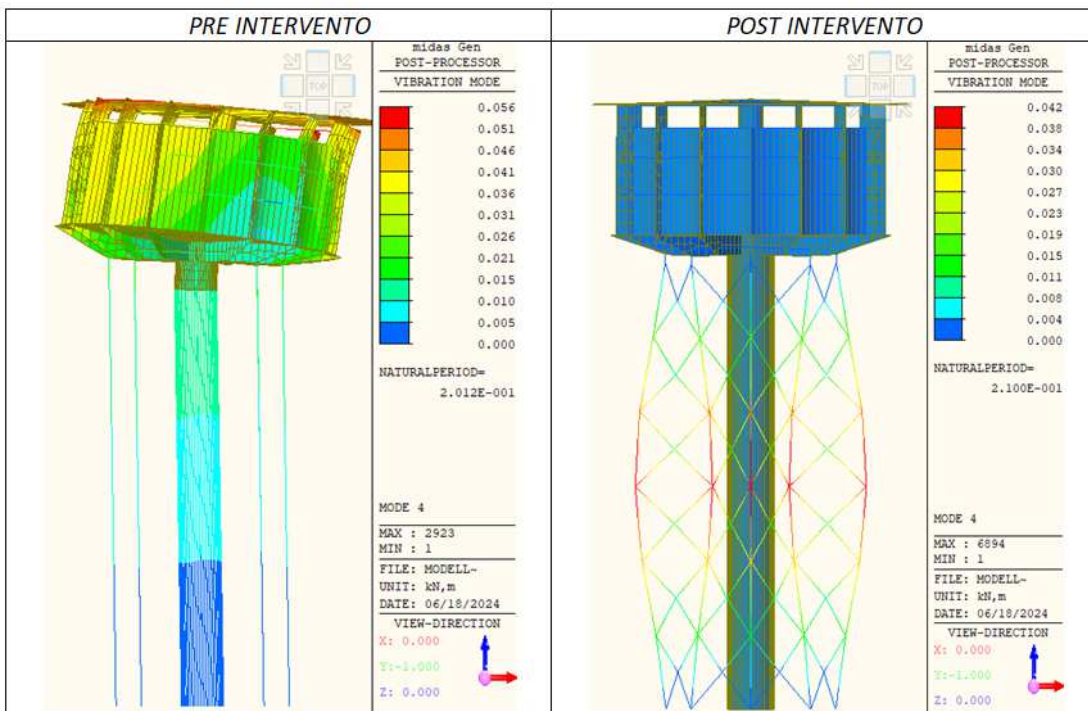 PRE INTERVENTO
POST INTERVENTO
TOP
midas Gen
POST-PROCESSOR
VIBRATION MODE
0.056
0.051
0.046
0.041
0.036
0.031
0.026
0.021
0.015
0.010
0.005
0.000
NATURALPERIOD=
2.012E-001
MODE 4
MAX : 2923
MIN : 1
FILE: MODELL~
UNIT: kN,m
DATE: 06/18/2024
VIEW-DIRECTION
X: 0.000
Y:-1.000
Z: 0.000
TOP
midas Gen
POST-PROCESSOR
VIBRATION MODE
0.042
0.038
0.034
0.030
0.027
0.023
0.019
0.015
0.011
0.008
0.004
0.000
NATURALPERIOD=
2.100E-001
MODE 4
MAX : 6894
MIN : 1
FILE: MODELL~
UNIT: kN,m
DATE: 06/18/2024
VIEW-DIRECTION
X: 0.000
Y:-1.000
Z: 0.000